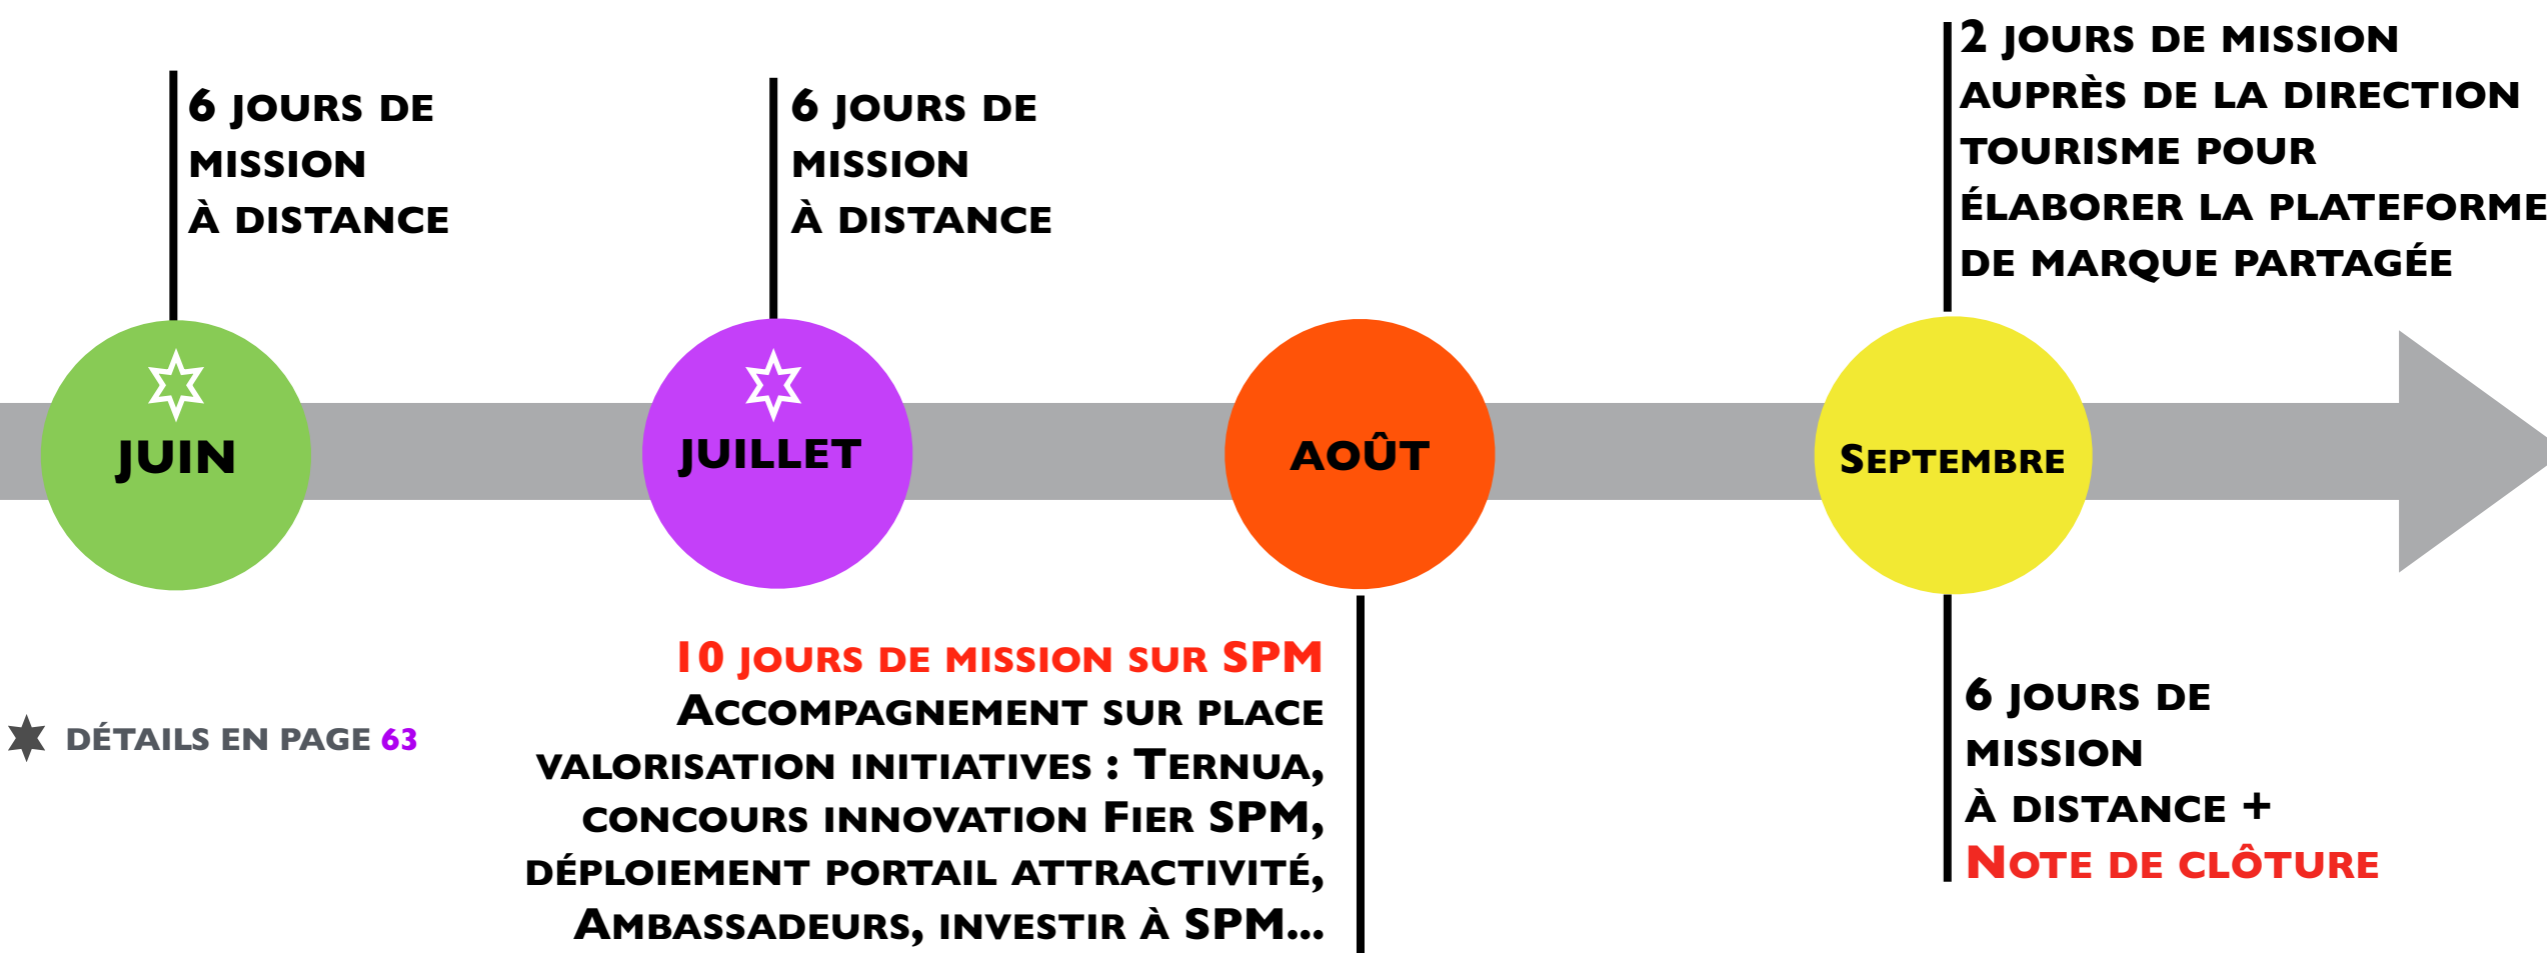 6 JOURS DE
MISSION
À DISTANCE
6 JOURS DE
MISSION
À DISTANCE
2 JOURS DE MISSION
AUPRÈS DE LA DIRECTION
TOURISME POUR
ÉLABORER LA PLATEFORME
DE MARQUE PARTAGÉE
JUIN
JUILLET
AOÛT
SEPTEMBRE
10 JOURS DE MISSION SUR SPM
ACCOMPAGNEMENT SUR PLACE
VALORISATION INITIATIVES : TERNUA,
CONCOURS INNOVATION FIER SPM,
DÉPLOIEMENT PORTAIL ATTRACTIVITÉ,
AMBASSADEURS, INVESTIR À SPM...
DÉTAILS EN PAGE 63
6 JOURS DE
MISSION
À DISTANCE +
NOTE DE CLÔTURE